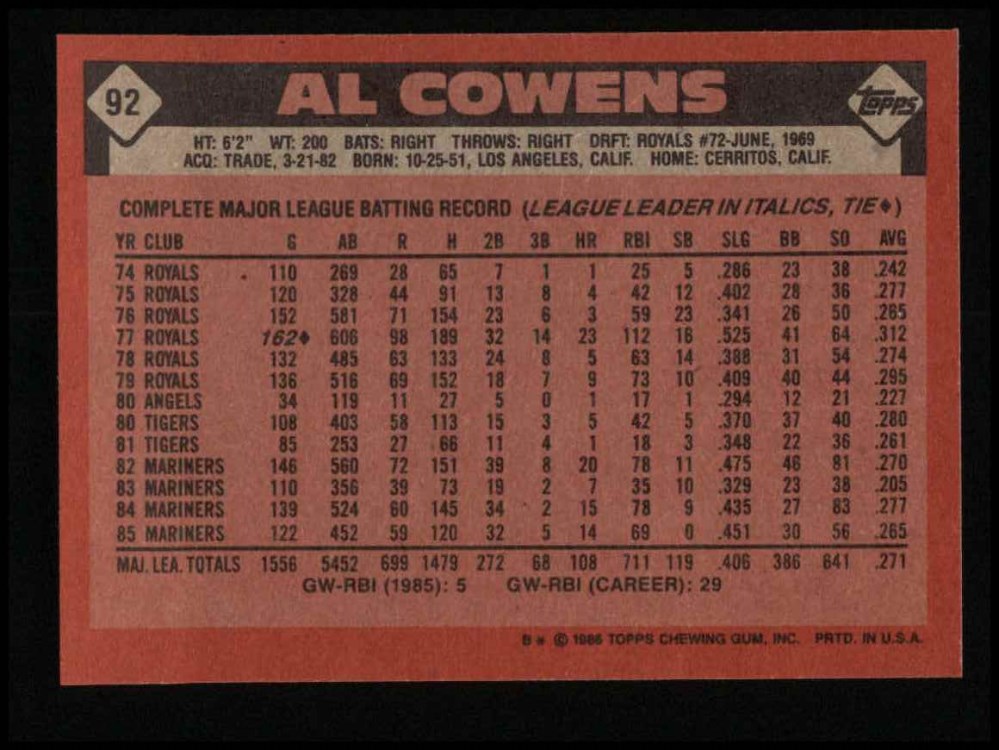 92 AL COWENS topps
HT: 6'2" WT: 200 BATS: RIGHT THROWS: RIGHT DRFT: ROYALS #72-JUNE, 1969
ACQ: TRADE, 3-21-82 BORN: 10-25-51, LOS ANGELES, CALIF. HOME: CERRITOS, CALIF.
COMPLETE MAJOR LEAGUE BATTING RECORD (LEAGUE LEADER IN ITALICS, TIE♦)
YR CLUB G AB R H 2B 3B HR RBI SB SLG BB SO AVG
74 ROYALS 110 269 28 65 7 1 1 25 5 .286 23 38 .242
75 ROYALS 120 328 44 91 13 8 4 42 12 .402 28 36 .277
76 ROYALS 152 581 71 154 23 6 3 59 23 .341 26 50 .265
77 ROYALS 162♦ 606 98 189 32 14 23 112 16 .525 41 64 .312
78 ROYALS 132 485 63 133 24 8 5 63 14 .388 31 54 .274
79 ROYALS 136 516 69 152 18 7 9 73 10 .409 40 44 .295
80 ANGELS 34 119 11 27 5 0 1 17 1 .294 12 21 .227
80 TIGERS 108 403 58 113 15 3 5 42 5 .370 37 40 .280
81 TIGERS 85 253 27 66 11 4 1 18 3 .348 22 36 .261
82 MARINERS 146 560 72 151 39 8 20 78 11 .475 46 81 .270
83 MARINERS 110 356 39 73 19 2 7 35 10 .329 23 38 .205
84 MARINERS 139 524 60 145 34 2 15 78 9 .435 27 83 .277
85 MARINERS 122 452 59 120 32 5 14 69 0 .451 30 56 .265
MAJ. LEA. TOTALS 1556 5452 699 1479 272 68 108 711 119 .406 386 641 .271
GW-RBI (1985): 5 GW-RBI (CAREER): 29
B * © 1986 TOPPS CHEWING GUM, INC. PRTD. IN U.S.A.